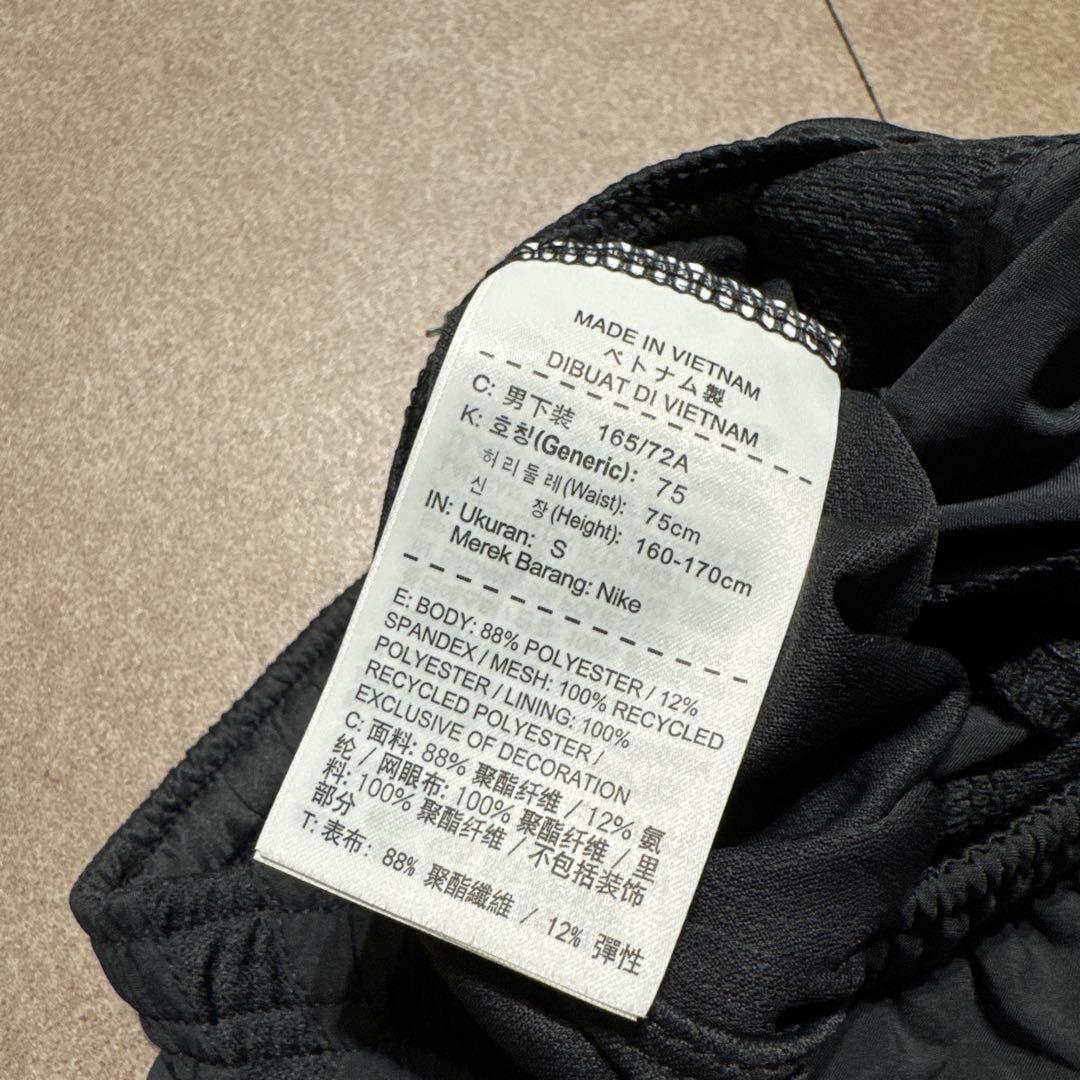 MADE IN VIETNAM
ベトナム製
DIBUAT DI VIETNAM
C: 男下装 165/72A
K: 호칭(Generic): 75
허리둘레(Waist): 75cm
신 장(Height): 160-170cm
IN: Ukuran: S
Merek Barang: Nike
E: BODY: 88% POLYESTER / 12%
SPANDEX / MESH: 100% RECYCLED
POLYESTER / LINING: 100%
RECYCLED POLYESTER /
EXCLUSIVE OF DECORATION
C: 面料: 88% 聚酯纤维 / 12% 氨
纶 / 网眼布: 100% 聚酯纤维 / 里
料: 100% 聚酯纤维 / 不包括装饰
部分
T: 表布: 88% 聚酯纖維 / 12% 彈性